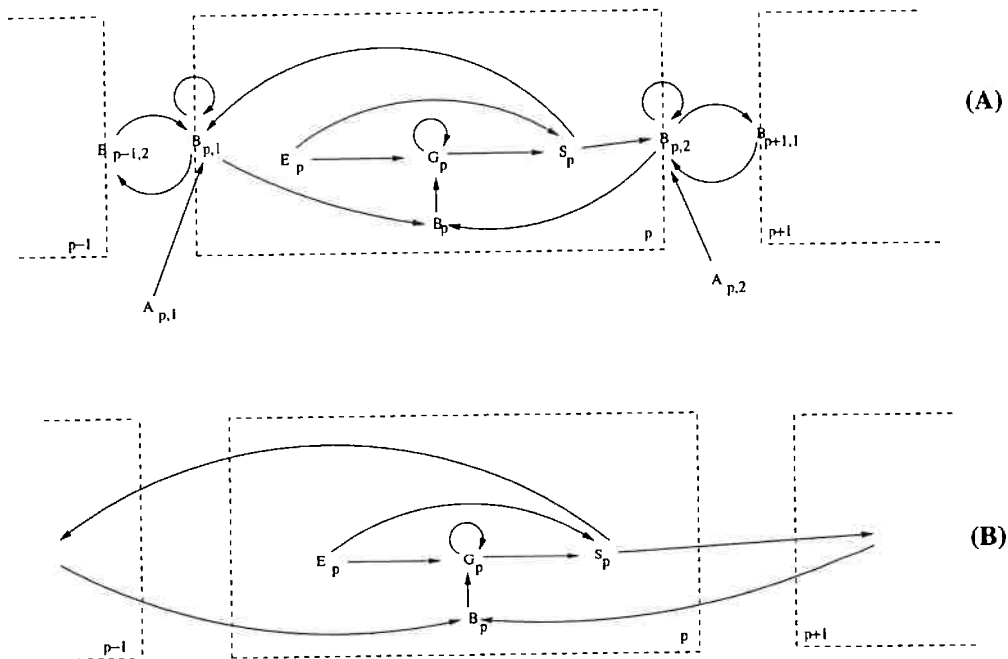 (A)
E p-1,2
B p,1
E p
G p
S p
B p,2
B p+1,1
B p
p-1
p
p+1
A p,1
A p,2
(B)
E p
G p
S p
B p
p-1
p
p+1